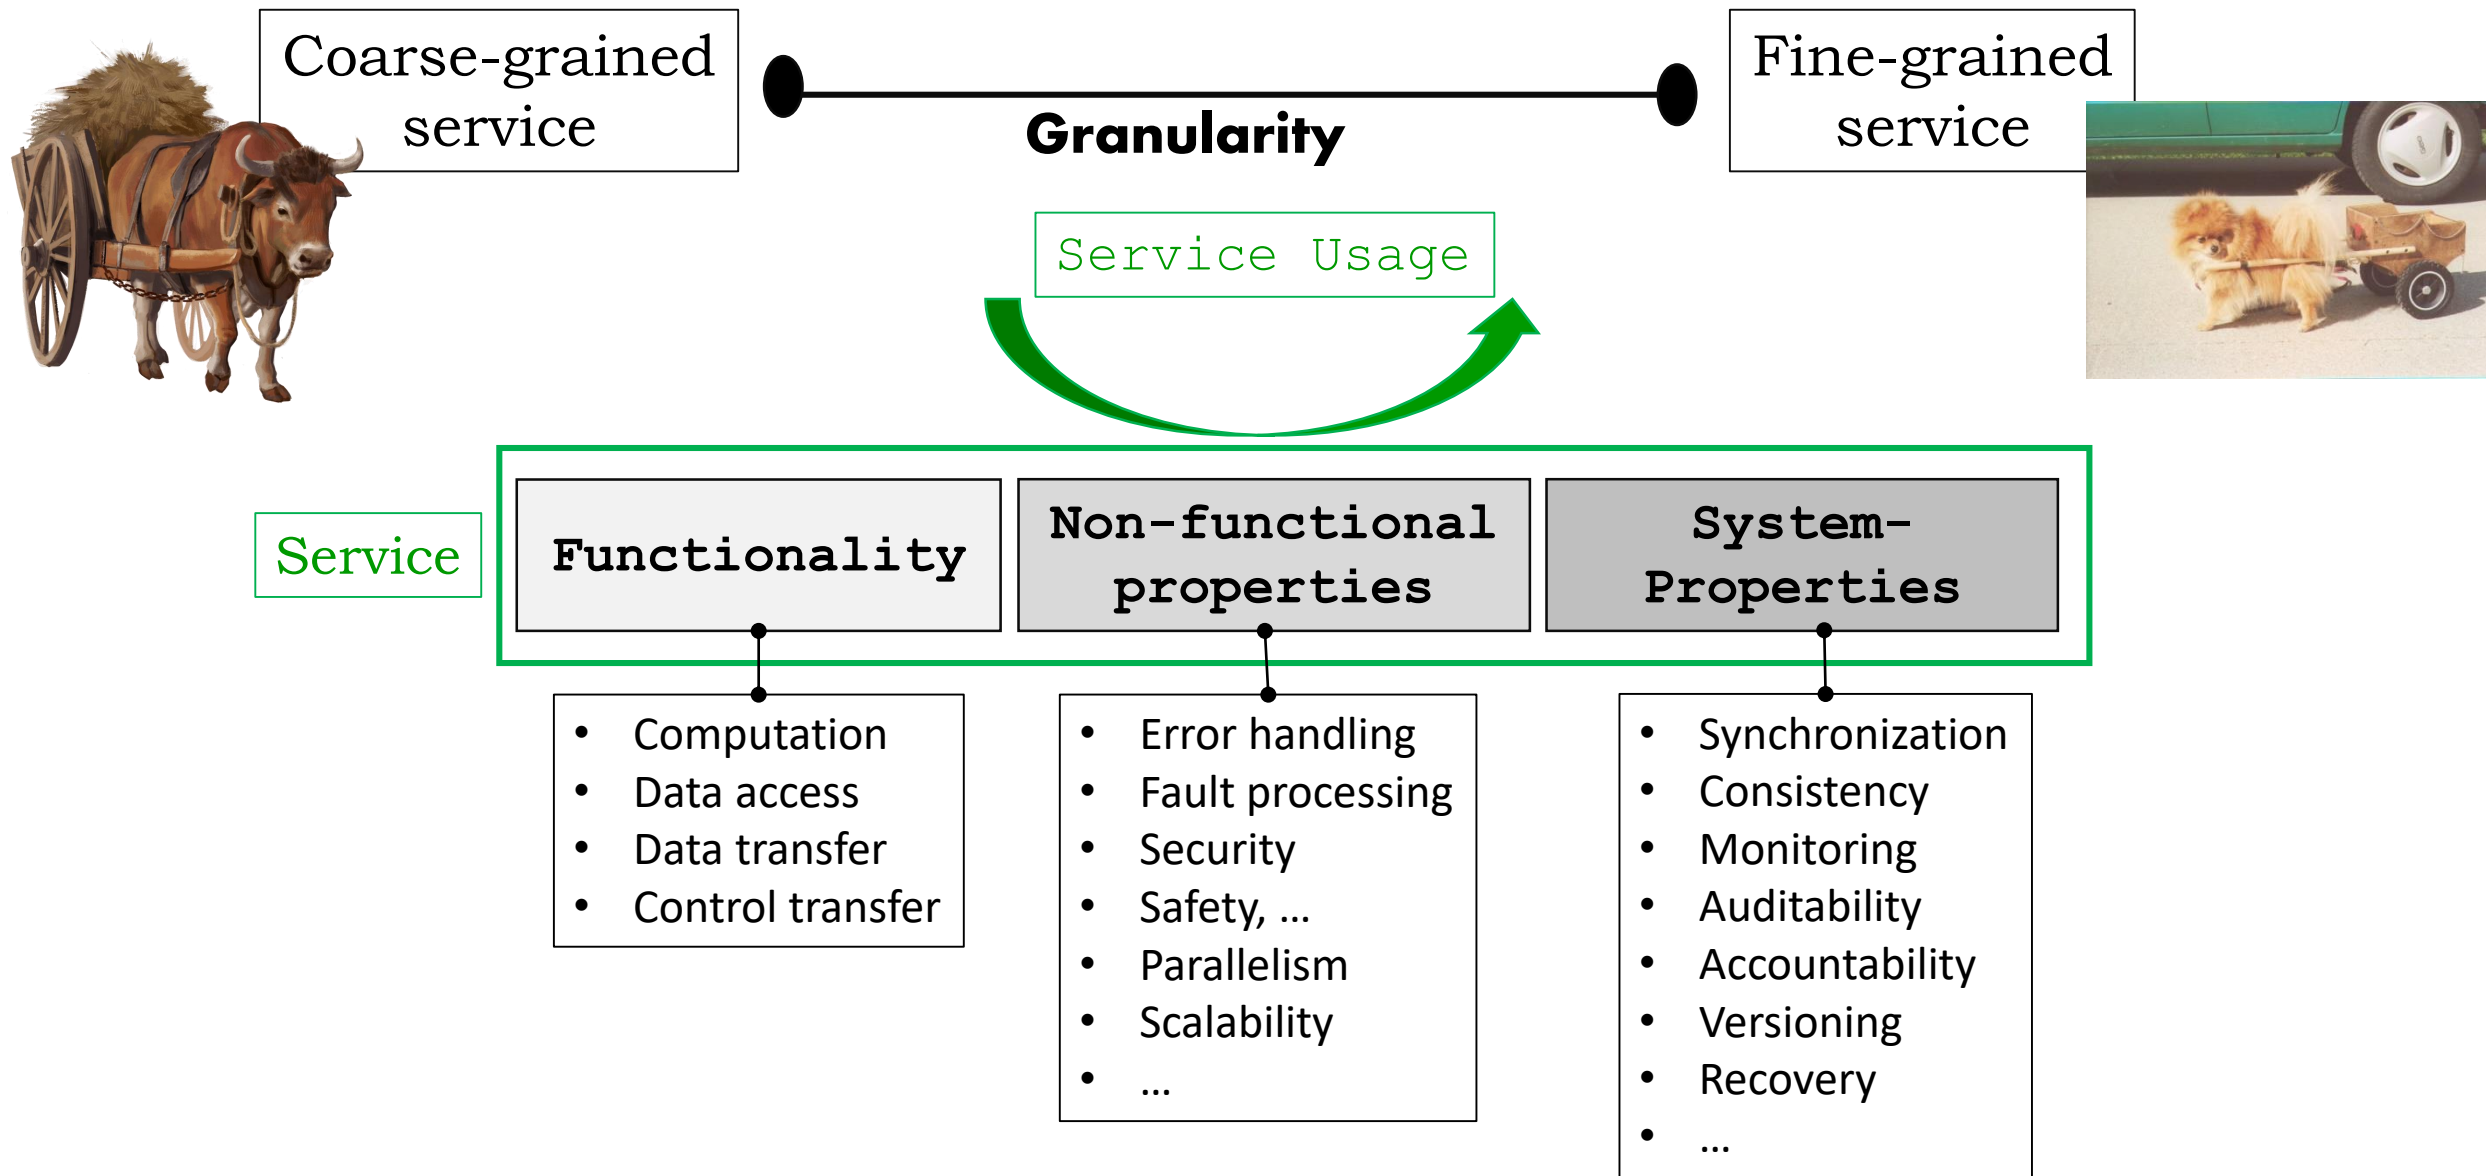 Coarse-grained
service
Granularity
Fine-grained
service
Service Usage
Service
Functionality
Non-functional
properties
System-
Properties
• Computation
• Data access
• Data transfer
• Control transfer
• Error handling
• Fault processing
• Security
• Safety, …
• Parallelism
• Scalability
• …
• Synchronization
• Consistency
• Monitoring
• Auditability
• Accountability
• Versioning
• Recovery
• …